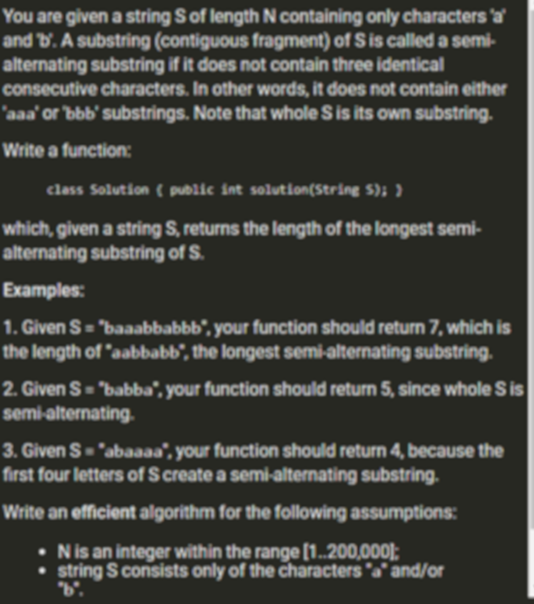 You are given a string S of length N containing only characters 'a'
and 'b'. A substring (contiguous fragment) of S is called a semi-
alternating substring if it does not contain three identical
consecutive characters. In other words, it does not contain either
'aaa' or 'bbb' substrings. Note that whole S is its own substring.
Write a function:
class Solution { public int solution(String S); }
which, given a string S, returns the length of the longest semi-
alternating substring of S.
Examples:
1. Given S = "baaabbabbb", your function should return 7, which is
the length of "aabbabb", the longest semi-alternating substring.
2. Given S = "babba", your function should return 5, since whole S is
semi-alternating.
3. Given S = "abaaaa", your function should return 4, because the
first four letters of S create a semi-alternating substring.
Write an efficient algorithm for the following assumptions:
• N is an integer within the range [1..200,000];
• string S consists only of the characters "a" and/or
"b".